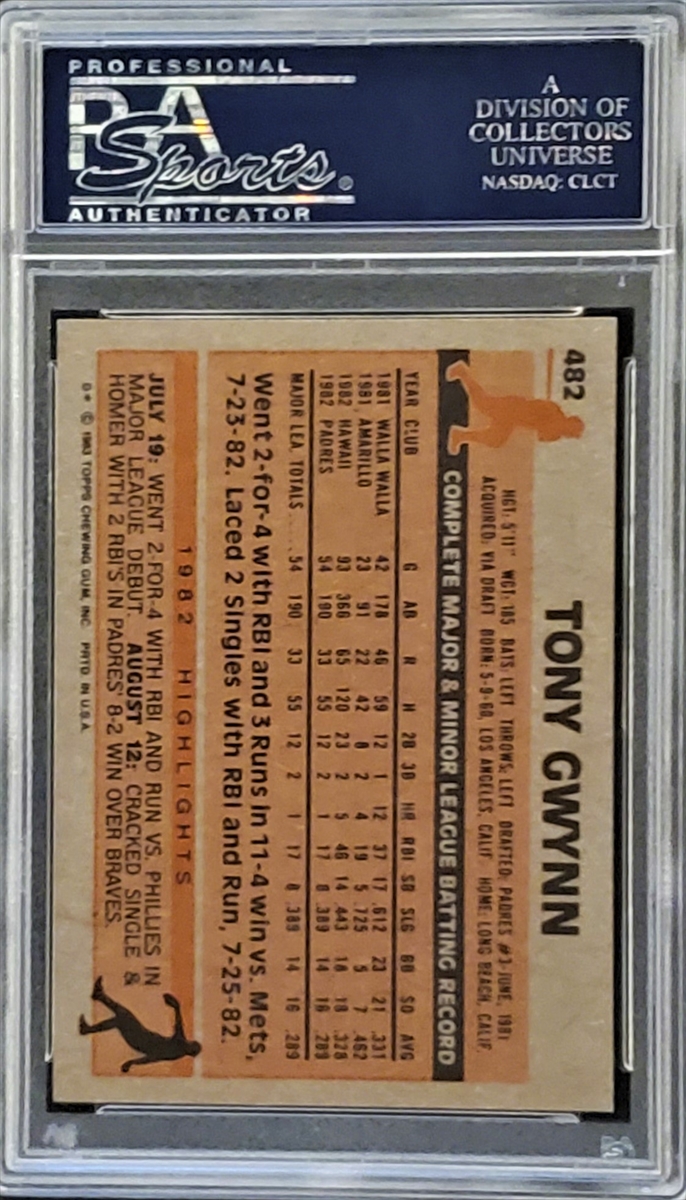 PROFESSIONAL
PSA
Sports®
AUTHENTICATOR
A
DIVISION OF
COLLECTORS
UNIVERSE
NASDAQ: CLCT
482
TONY GWYNN
HGT: 5'11" WGT: 185 BATS: LEFT THROWS: LEFT DRAFTED: PADRES #3-JUNE, 1981
ACQUIRED: VIA DRAFT BORN: 5-9-60, LOS ANGELES, CALIF. HOME: LONG BEACH, CALIF.
COMPLETE MAJOR & MINOR LEAGUE BATTING RECORD
YEAR CLUB G AB R H 2B 3B HR RBI SB SLG BB SO AVG
1981 WALLA WALLA 42 178 46 59 12 1 12 37 17 .612 23 21 .331
1981 AMARILLO 23 91 22 42 8 2 4 19 5 .725 5 7 .462
1982 HAWAII 93 366 65 120 23 2 5 46 14 .443 18 18 .328
1982 PADRES 54 190 33 55 12 2 1 17 8 .389 14 16 .289
MAJOR LEA. TOTALS.... 54 190 33 55 12 2 1 17 8 .389 14 16 .289
Went 2-for-4 with RBI and 3 Runs in 11-4 win vs. Mets,
7-23-82. Laced 2 Singles with RBI and Run, 7-25-82.
1982 HIGHLIGHTS
JULY 19: WENT 2-FOR-4 WITH RBI AND RUN VS. PHILLIES IN
MAJOR LEAGUE DEBUT. AUGUST 12: CRACKED SINGLE &
HOMER WITH 2 RBI'S IN PADRES' 8-2 WIN OVER BRAVES.
D* © 1983 TOPPS CHEWING GUM, INC. PRTD. IN U.S.A.